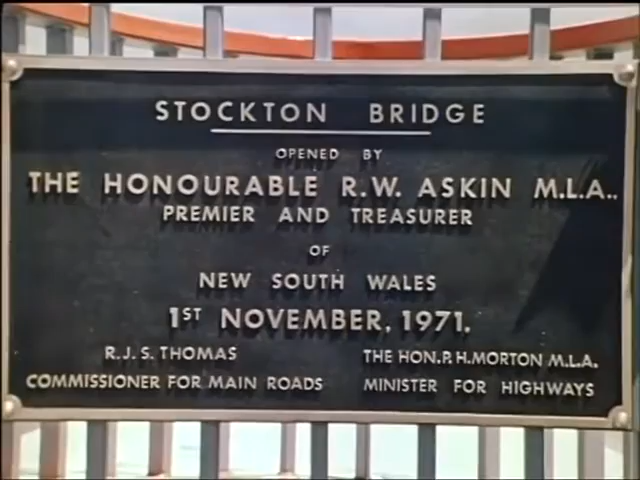 STOCKTON BRIDGE
OPENED BY
THE HONOURABLE R.W. ASKIN M.L.A..
PREMIER AND TREASURER
OF
NEW SOUTH WALES
1ST NOVEMBER, 1971.
R.J.S. THOMAS
COMMISSIONER FOR MAIN ROADS
THE HON. P.H. MORTON M.L.A.
MINISTER FOR HIGHWAYS